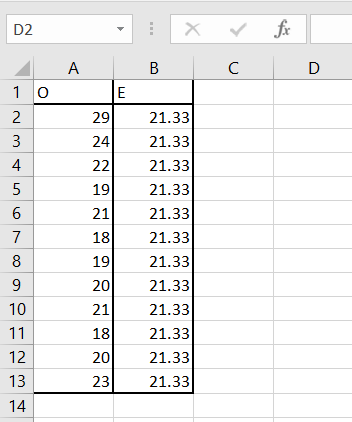 D2 fx
A B C D
1 O E
2 29 21.33
3 24 21.33
4 22 21.33
5 19 21.33
6 21 21.33
7 18 21.33
8 19 21.33
9 20 21.33
10 21 21.33
11 18 21.33
12 20 21.33
13 23 21.33
14